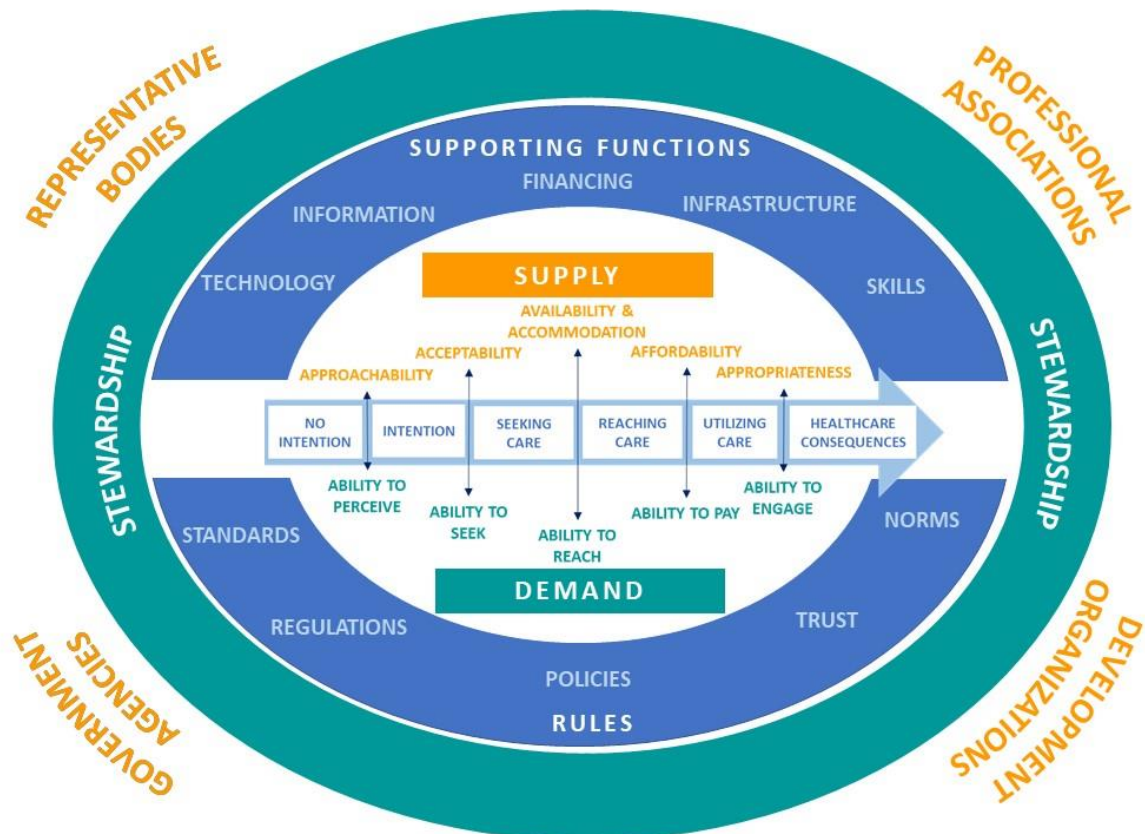 REPRESENTATIVE
BODIES
PROFESSIONAL
ASSOCIATIONS
SUPPORTING FUNCTIONS
FINANCING
INFORMATION
INFRASTRUCTURE
TECHNOLOGY
SKILLS
SUPPLY
AVAILABILITY &
ACCOMMODATION
ACCEPTABILITY
AFFORDABILITY
APPROACHABILITY
APPROPRIATENESS
STEWARDSHIP
STEWARDSHIP
NO
INTENTION
INTENTION
SEEKING
CARE
REACHING
CARE
UTILIZING
CARE
HEALTHCARE
CONSEQUENCES
ABILITY TO
PERCEIVE
ABILITY TO
SEEK
ABILITY TO
REACH
ABILITY TO PAY
ABILITY TO
ENGAGE
DEMAND
STANDARDS
NORMS
REGULATIONS
TRUST
POLICIES
RULES
GOVERNMENT
AGENCIES
DEVELOPMENT
ORGANIZATIONS